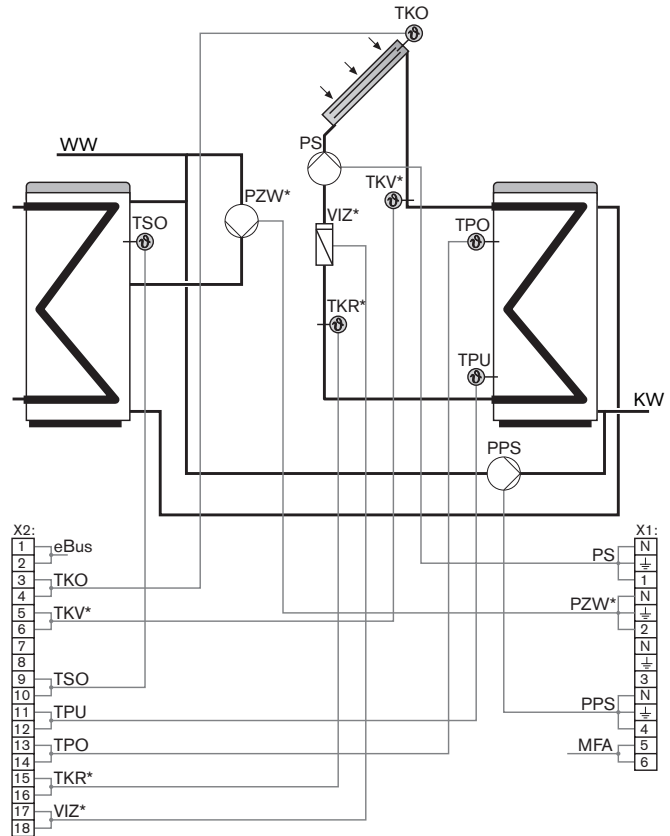 TKO
PS
WW
PZW*
TKV*
TSO
VIZ*
TPO
TKR*
TPU
KW
PPS
X2:
1
2
eBus
3
4
TKO
5
6
TKV*
7
8
9
10
TSO
11
12
TPU
13
14
TPO
15
16
TKR*
17
18
VIZ*
X1:
PS
N
1
PZW*
N
2
N
3
PPS
N
4
MFA
5
6